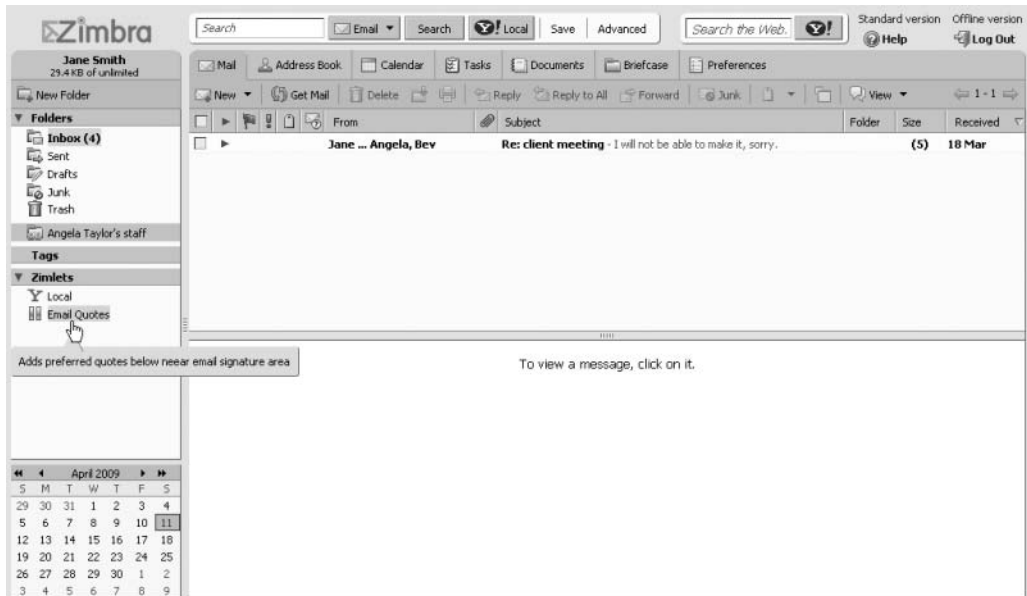 Zimbra
Search Email Search Y! Local Save Advanced Search the Web. Y! Standard version Offline version
Help Log Out
Jane Smith
29.4 KB of unlimited
Mail Address Book Calendar Tasks Documents Briefcase Preferences
New Folder
New Get Mail Delete Reply Reply to All Forward Junk View 1 - 1
Folders
From Subject Folder Size Received
Inbox (4)
Jane ... Angela, Bev Re: client meeting - I will not be able to make it, sorry. (5) 18 Mar
Sent
Drafts
Junk
Trash
Angela Taylor's staff
Tags
Zimlets
Local
Email Quotes
Adds preferred quotes below neear email signature area
To view a message, click on it.
April 2009
S M T W T F S
29 30 31 1 2 3 4
5 6 7 8 9 10 11
12 13 14 15 16 17 18
19 20 21 22 23 24 25
26 27 28 29 30 1 2
3 4 5 6 7 8 9